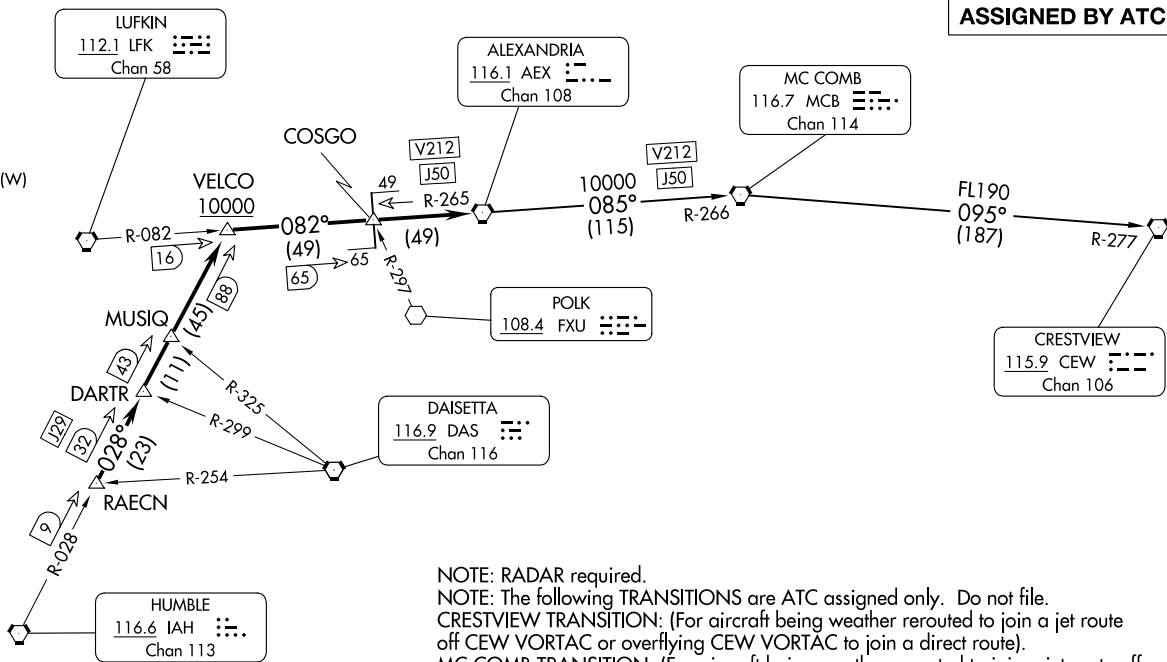 ASSIGNED BY ATC
LUFKIN
112.1 LFK
Chan 58
ALEXANDRIA
116.1 AEX
Chan 108
MC COMB
116.7 MCB
Chan 114
(W)
COSGO
V212
J50
V212
J50
VELCO
10000
49
R-265
10000
085°
(115)
R-266
FL190
095°
(187)
R-277
R-082
16
082°
(49)
(49)
65
65
R-297
88
(45)
POLK
108.4 FXU
MUSIQ
43
(11)
CRESTVIEW
115.9 CEW
Chan 106
DARTR
R-325
R-299
J29
32
028°
(23)
DAISETTA
116.9 DAS
Chan 116
R-254
RAECN
9
R-028
HUMBLE
116.6 IAH
Chan 113
NOTE: RADAR required.
NOTE: The following TRANSITIONS are ATC assigned only. Do not file.
CRESTVIEW TRANSITION: (For aircraft being weather rerouted to join a jet route
off CEW VORTAC or overflying CEW VORTAC to join a direct route).